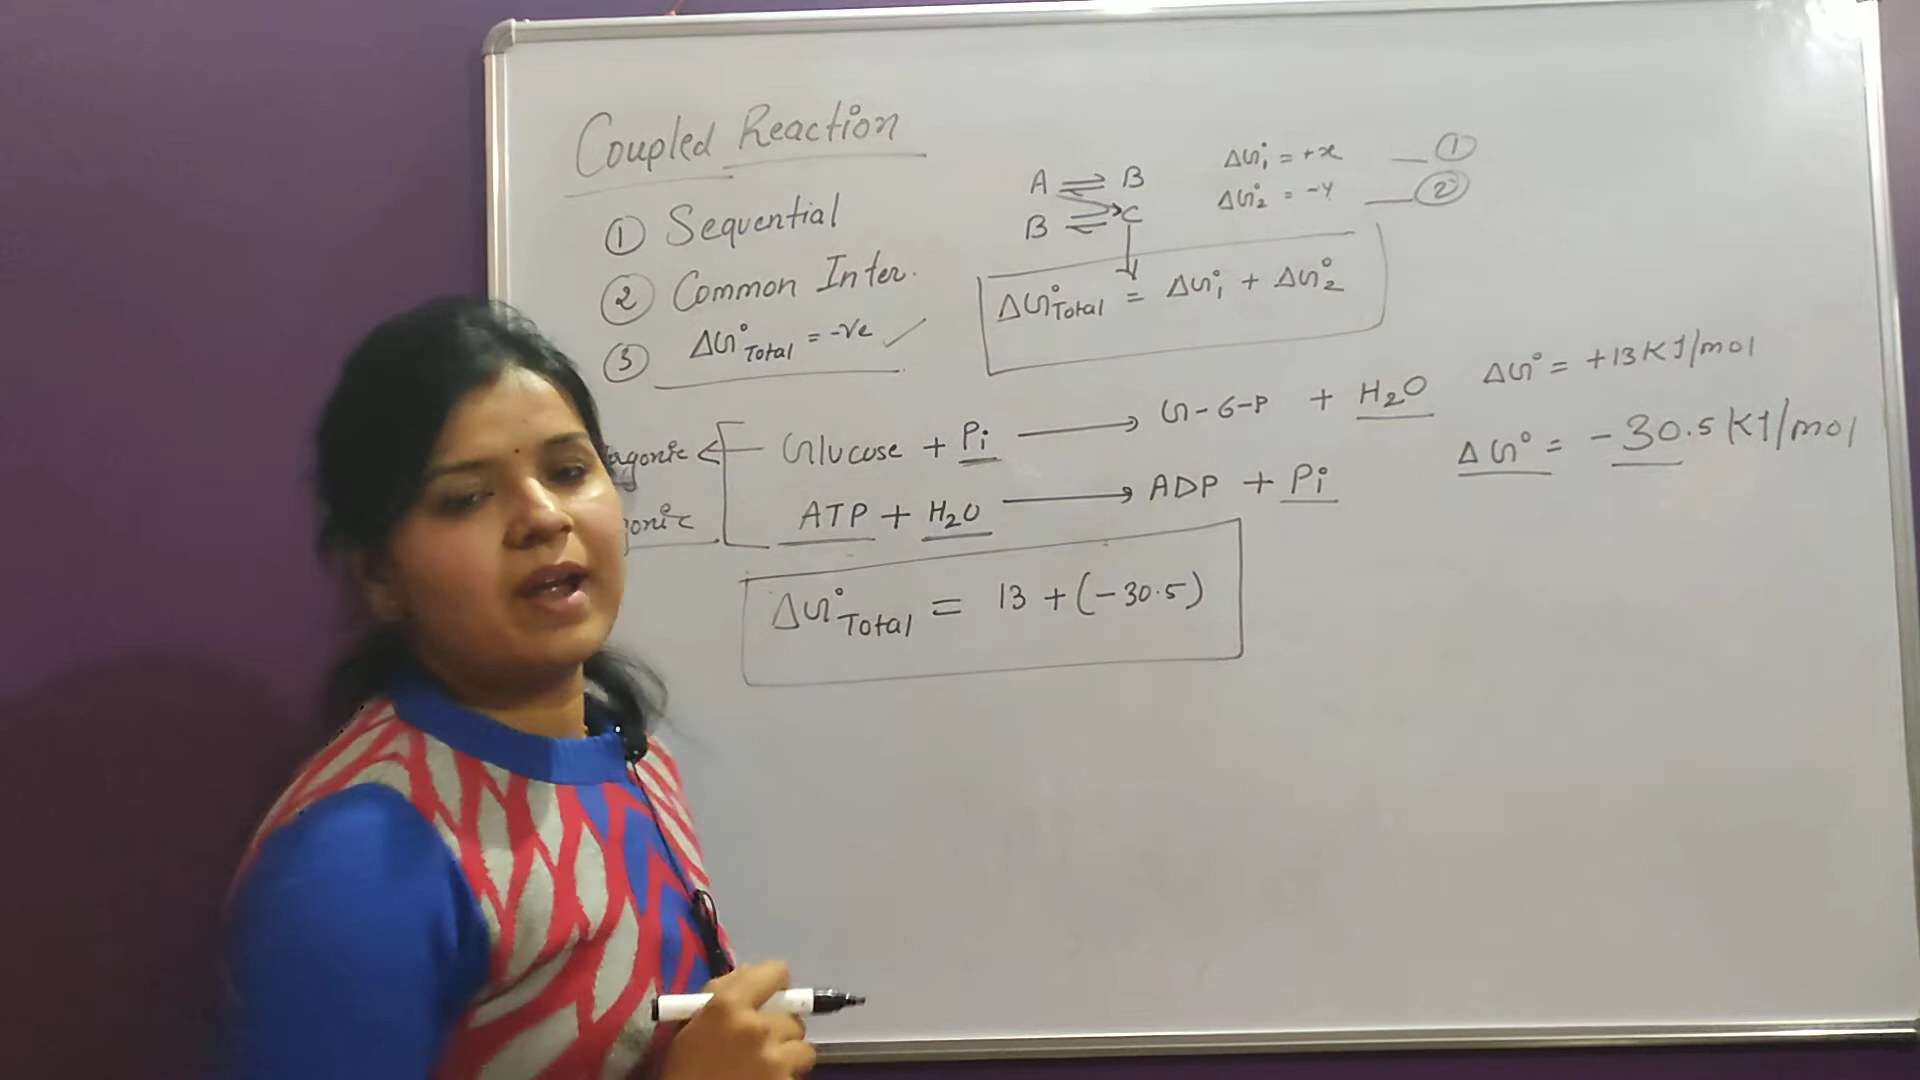 Coupled Reaction
① Sequential
② Common Inter.
③ ΔG°Total = -ve ✓
A ⇌ B ΔG°1 = +x — ①
B ⇌ C ΔG°2 = -y — ②
ΔG°Total = ΔG°1 + ΔG°2
Glucose + Pi → G-6-P + H2O ΔG° = +13 KJ/mol
ATP + H2O → ADP + Pi ΔG° = -30.5 KJ/mol
ΔG°Total = 13 + (-30.5)